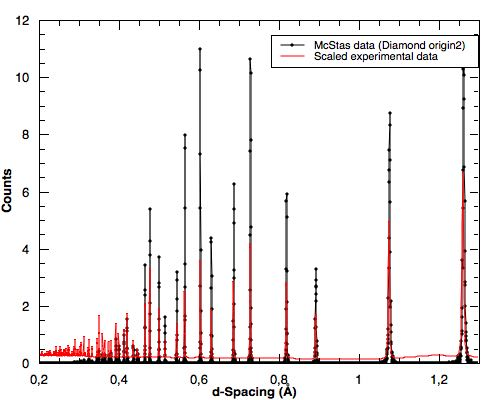 12
McStas data (Diamond origin2)
Scaled experimental data
10
8
6
4
2
0
Counts
0,2 0,4 0,6 0,8 1 1,2
d-Spacing (Å)